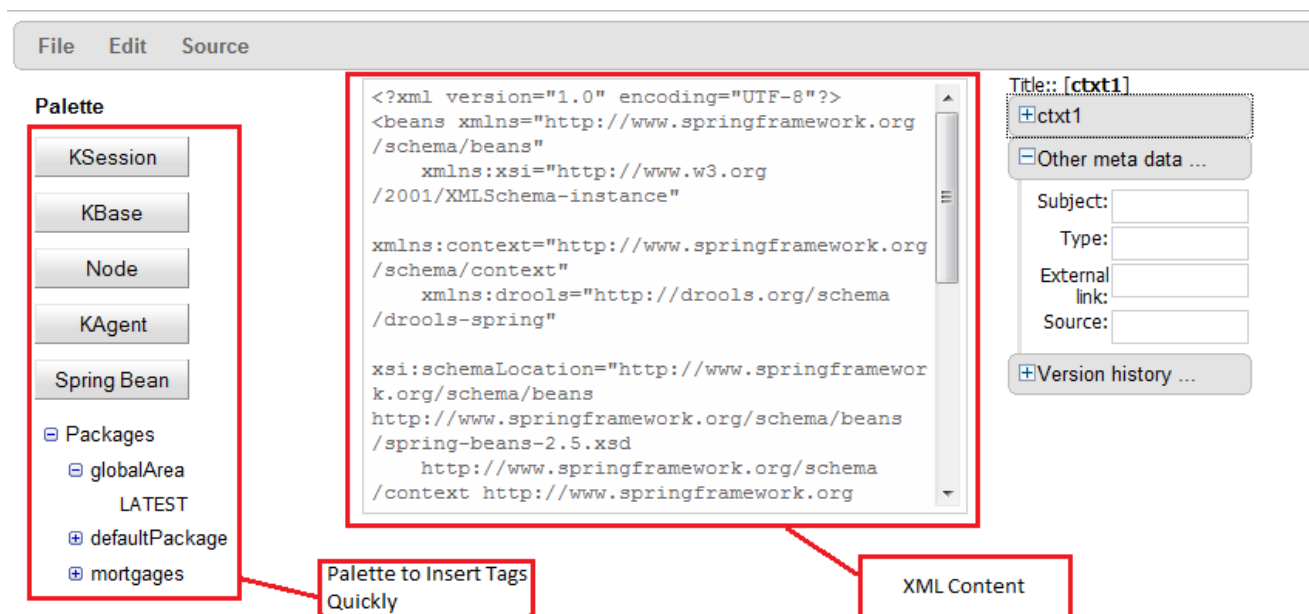 File Edit Source
Palette
KSession
KBase
Node
KAgent
Spring Bean
Packages
globalArea
LATEST
defaultPackage
mortgages
<?xml version="1.0" encoding="UTF-8"?>
<beans xmlns="http://www.springframework.org
/schema/beans"
xmlns:xsi="http://www.w3.org
/2001/XMLSchema-instance"
xmlns:context="http://www.springframework.org
/schema/context"
xmlns:drools="http://drools.org/schema
/drools-spring"
xsi:schemaLocation="http://www.springframewor
k.org/schema/beans
http://www.springframework.org/schema/beans
/spring-beans-2.5.xsd
http://www.springframework.org/schema
/context http://www.springframework.org
Title:: [ctxt1]
ctxt1
Other meta data ...
Subject:
Type:
External
link:
Source:
Version history ...
Palette to Insert Tags
Quickly
XML Content